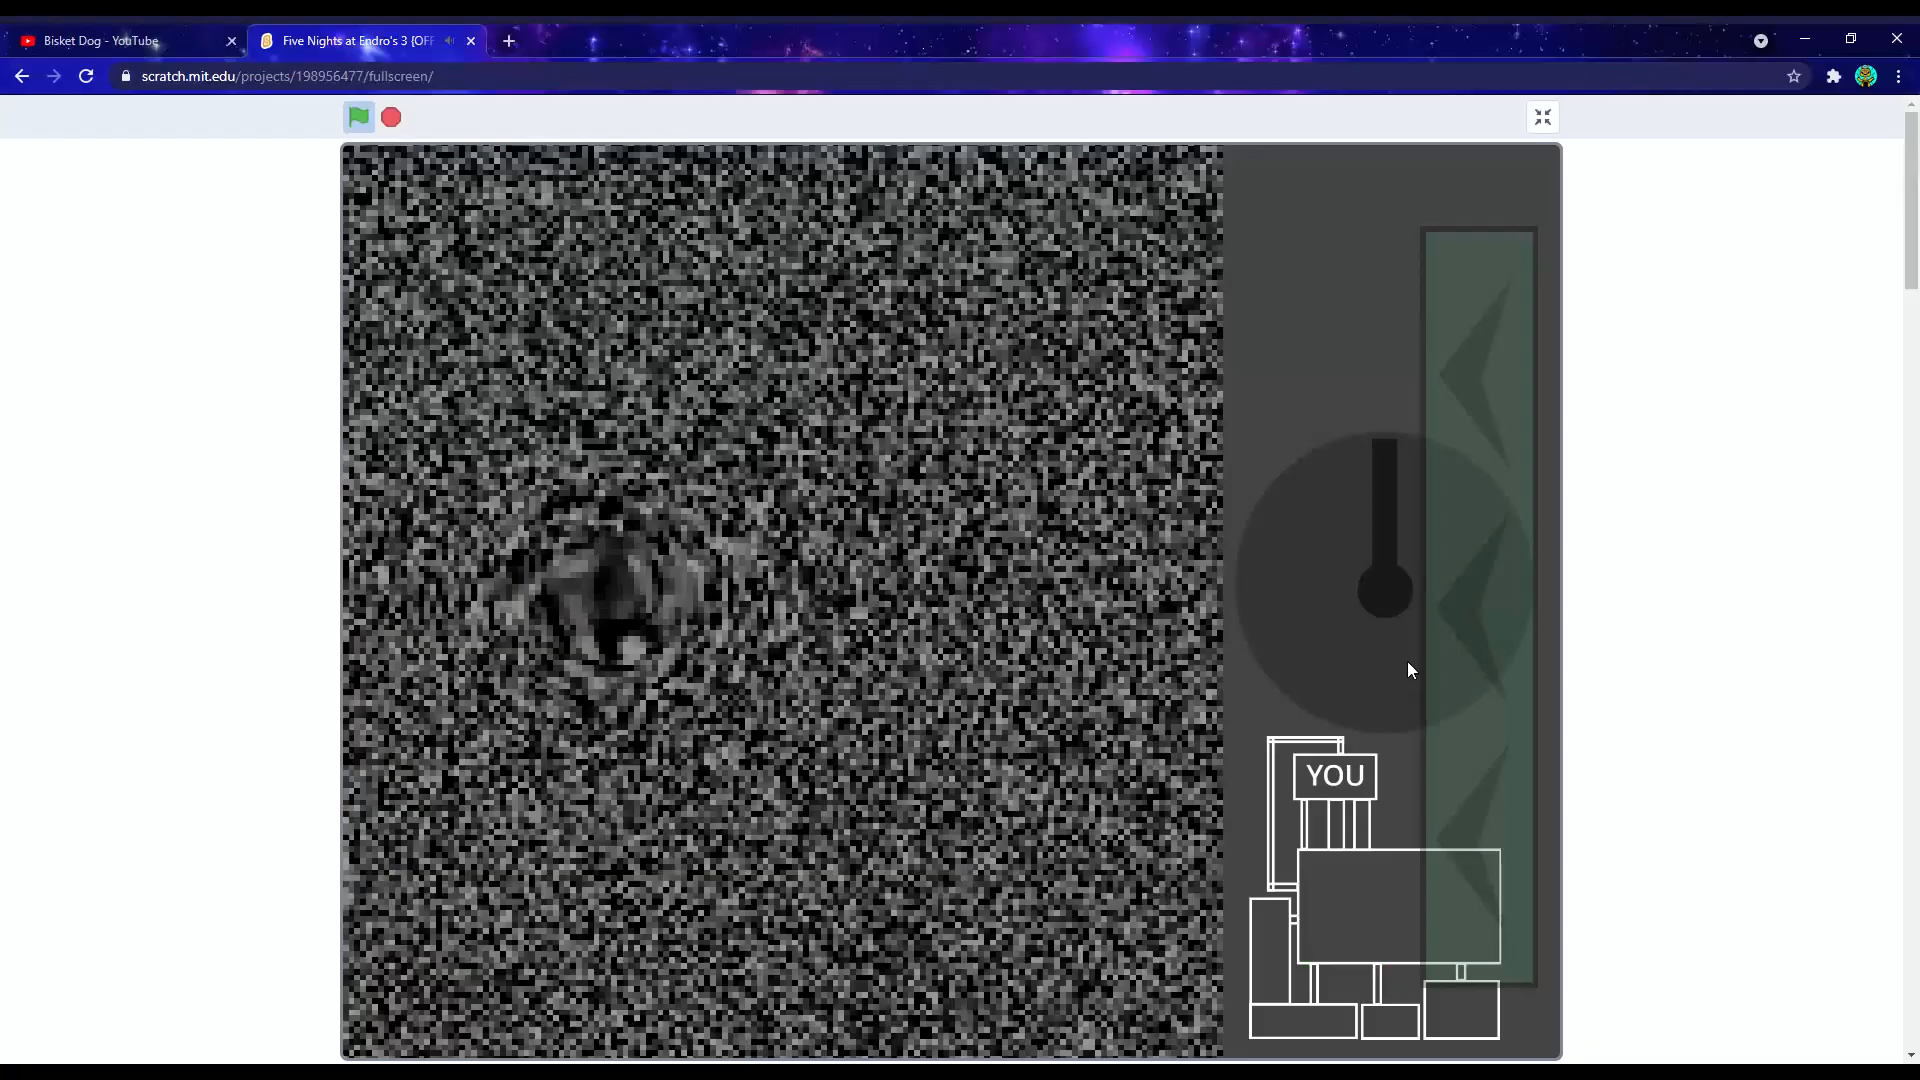 Bisket Dog - YouTube
Five Nights at Endro's 3 {OFF
scratch.mit.edu/projects/198956477/fullscreen/
YOU